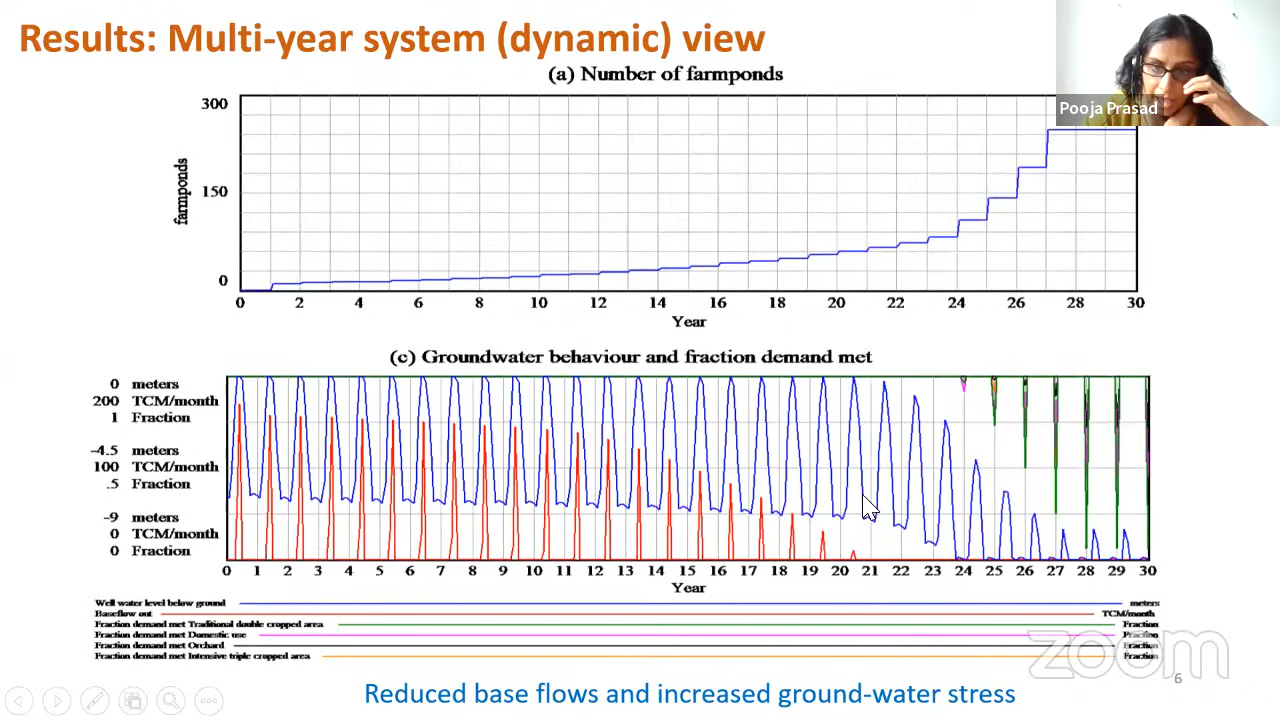 Results: Multi-year system (dynamic) view
Pooja Prasad
(a) Number of farmponds
300
150
0
farmponds
0 2 4 6 8 10 12 14 16 18 20 22 24 26 28 30
Year
(c) Groundwater behaviour and fraction demand met
0 meters
200 TCM/month
1 Fraction
-4.5 meters
100 TCM/month
.5 Fraction
-9 meters
0 TCM/month
0 Fraction
0 1 2 3 4 5 6 7 8 9 10 11 12 13 14 15 16 17 18 19 20 21 22 23 24 25 26 27 28 29 30
Year
Well water level below ground meters
Baseflow out TCM/month
Fraction demand met Traditional double cropped area Fraction
Fraction demand met Domestic use Fraction
Fraction demand met Orchard Fraction
Fraction demand met Intensive triple cropped area Fraction
zoom
6
Reduced base flows and increased ground-water stress